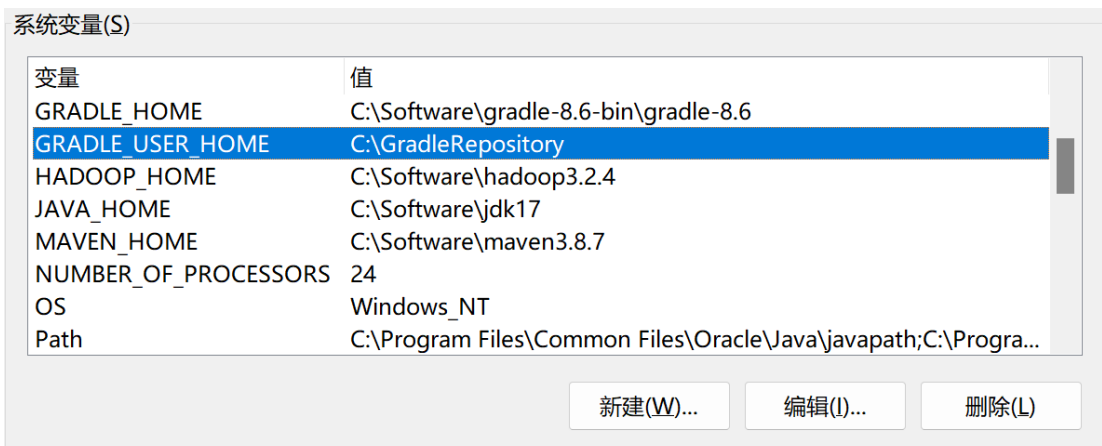 系统变量(S)
变量 值
GRADLE_HOME C:\Software\gradle-8.6-bin\gradle-8.6
GRADLE_USER_HOME C:\GradleRepository
HADOOP_HOME C:\Software\hadoop3.2.4
JAVA_HOME C:\Software\jdk17
MAVEN_HOME C:\Software\maven3.8.7
NUMBER_OF_PROCESSORS 24
OS Windows_NT
Path C:\Program Files\Common Files\Oracle\Java\javapath;C:\Progra...
新建(W)... 编辑(I)... 删除(L)